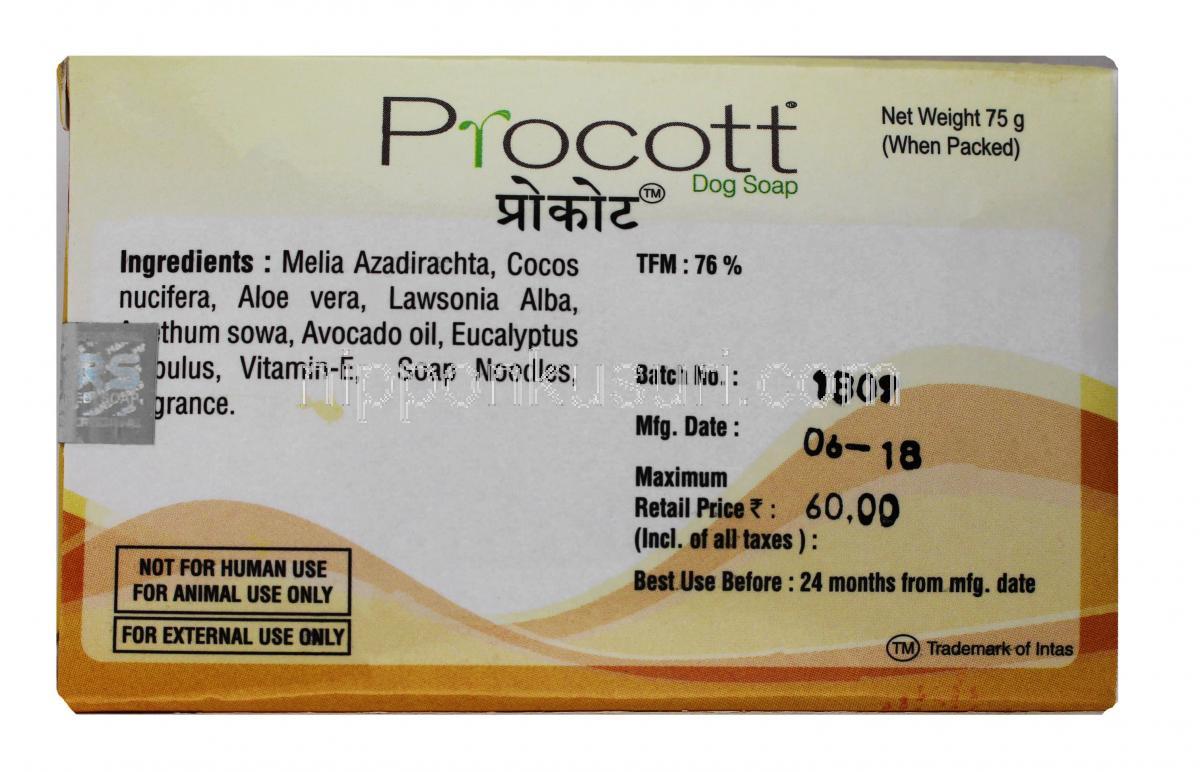 Procott
Dog Soap
प्रोकोट TM
Net Weight 75 g
(When Packed)
Ingredients : Melia Azadirachta, Cocos
nucifera, Aloe vera, Lawsonia Alba,
sowa, Avocado oil, Eucalyptus
Vitamin-E, Soap Noodles,
TFM : 76 %
nipponkusuri.com
Batch No. :
Mfg. Date : 06-18
Maximum
Retail Price ₹ : 60.00
(Incl. of all taxes ) :
Best Use Before : 24 months from mfg. date
NOT FOR HUMAN USE
FOR ANIMAL USE ONLY
FOR EXTERNAL USE ONLY
TM Trademark of Intas